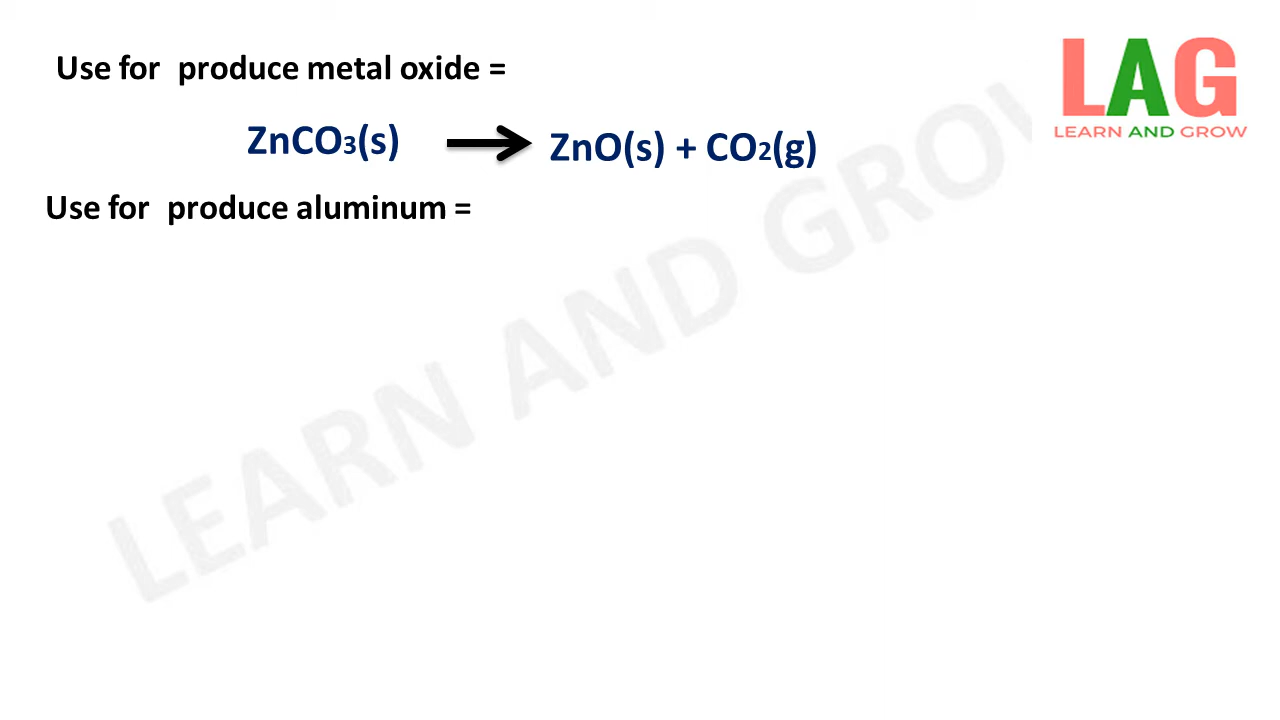 Use for  produce metal oxide =
LAG
LEARN AND GROW
ZnCO3(s) → ZnO(s) + CO2(g)
Use for  produce aluminum =
LEARN AND GROW